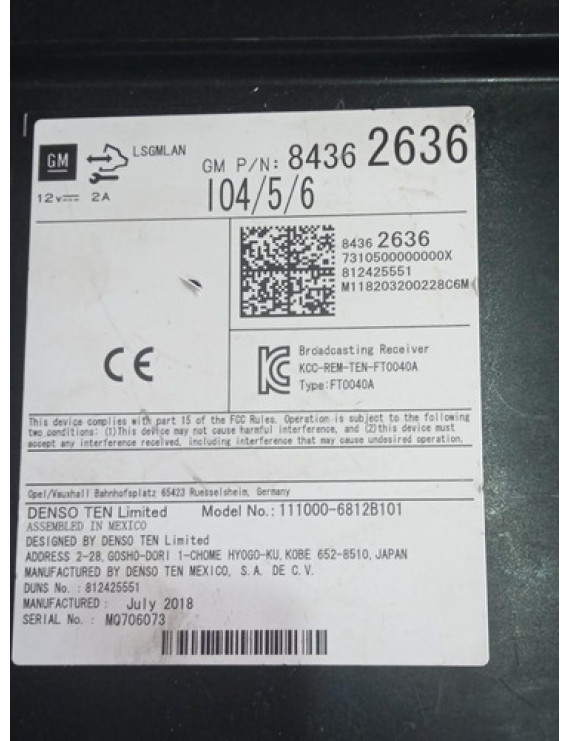 GM
LSGMLAN
GM P/N: 8436 2636
12V 2A
104/5/6
8436 2636
7310500000000X
812425551
M118203200228C6M
CE
Broadcasting Receiver
KCC-REM-TEN-FT0040A
Type:FT0040A
This device complies with part 15 of the FCC Rules. Operation is subject to the following
two conditions: (1)This device may not cause harmful interference, and (2)this device must
accept any interference received, including interference that may cause undesired operation.
Opel/Vauxhall Bahnhofsplatz 65423 Ruesselsheim, Germany
DENSO TEN Limited Model No.:111000-6812B101
ASSEMBLED IN MEXICO
DESIGNED BY DENSO TEN Limited
ADDRESS 2-28, GOSHO-DORI 1-CHOME HYOGO-KU, KOBE 652-8510, JAPAN
MANUFACTURED BY DENSO TEN MEXICO, S.A. DE C.V.
DUNS No.:812425551
MANUFACTURED: July 2018
SERIAL No.: MQ706073